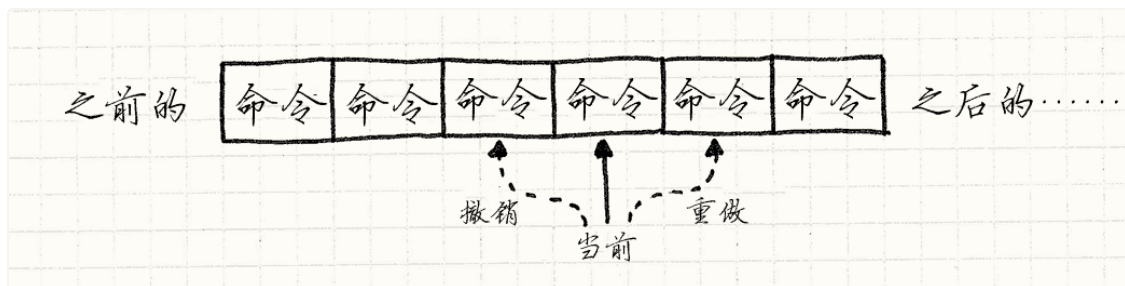 之前的 命令 命令 命令 命令 命令 命令 之后的……
撤销 重做
当前